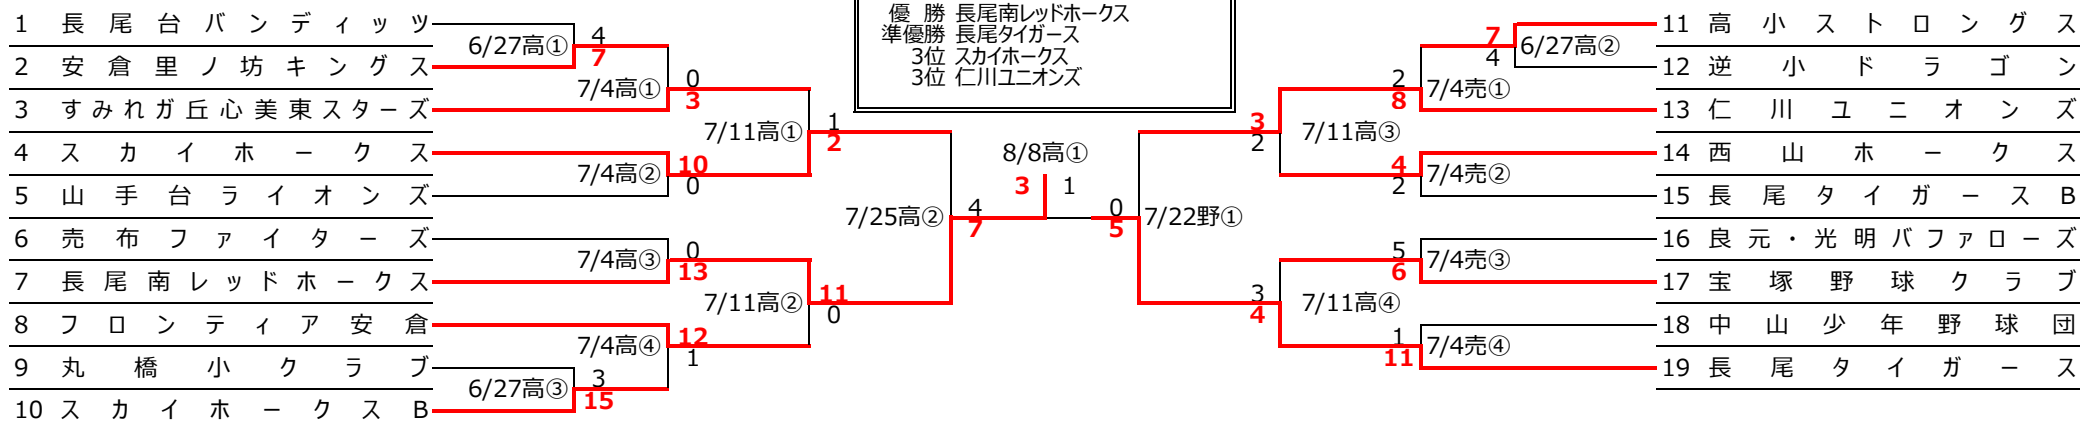 優勝 長尾南レッドホークス
準優勝 長尾タイガース
3位 スカイホークス
3位 仁川ユニオンズ
1 長尾台バンディッツ
2 安倉里ノ坊キングス
3 すみれガ丘心美東スターズ
4 スカイホークス
5 山手台ライオンズ
6 売布ファイターズ
7 長尾南レッドホークス
8 フロンティア安倉
9 丸橋小クラブ
10 スカイホークスB
6/27高①
4
7
6/27高③
3
15
7/4高①
0
3
7/4高②
10
0
7/4高③
0
13
7/4高④
12
1
7/11高①
1
2
7/11高②
11
0
7/25高②
4
7
8/8高①
3 1
0
5
7/22野①
3
2
7/11高③
3
4
7/11高④
2
8
7/4売①
4
2
7/4売②
5
6
7/4売③
1
11
7/4売④
7
4
6/27高②
11 高小ストロングス
12 逆小ドラゴン
13 仁川ユニオンズ
14 西山ホークス
15 長尾タイガースB
16 良元・光明バファローズ
17 宝塚野球クラブ
18 中山少年野球団
19 長尾タイガース